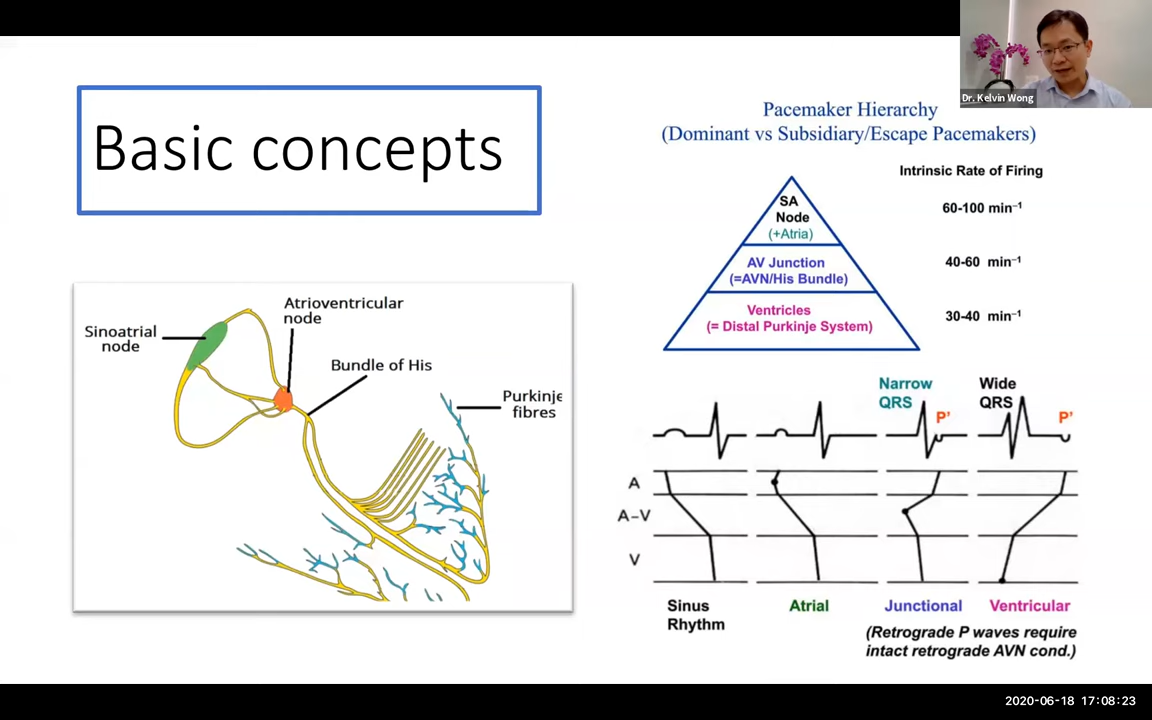 Dr. Kelvin Wong
Basic concepts
Sinoatrial
node
Atrioventricular
node
Bundle of His
Purkinje
fibres
Pacemaker Hierarchy
(Dominant vs Subsidiary/Escape Pacemakers)
Intrinsic Rate of Firing
SA
Node
(+Atria)
60-100 min⁻¹
AV Junction
(=AVN/His Bundle)
40-60 min⁻¹
Ventricles
(= Distal Purkinje System)
30-40 min⁻¹
Narrow
QRS
P'
Wide
QRS
P'
A
A-V
V
Sinus
Rhythm
Atrial
Junctional
Ventricular
(Retrograde P waves require
intact retrograde AVN cond.)
2020-06-18 17:08:23